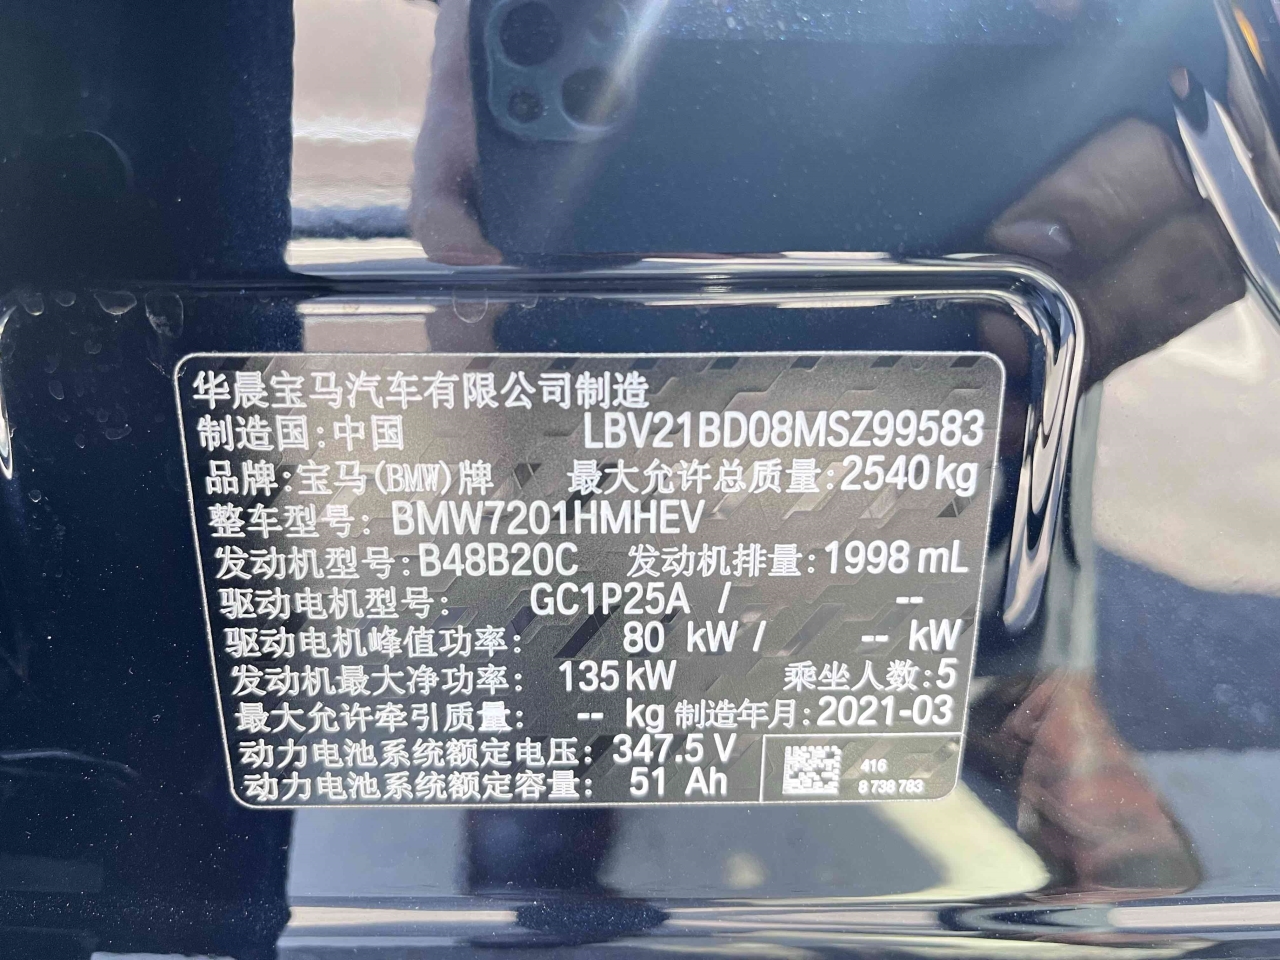 华晨宝马汽车有限公司制造
制造国:中国 LBV21BD08MSZ99583
品牌:宝马(BMW)牌 最大允许总质量:2540kg
整车型号: BMW7201HMHEV
发动机型号:B48B20C 发动机排量:1998 mL
驱动电机型号: GC1P25A / --
驱动电机峰值功率: 80 kW / -- kW
发动机最大净功率: 135kW 乘坐人数:5
最大允许牵引质量: -- kg 制造年月:2021-03
动力电池系统额定电压: 347.5 V
动力电池系统额定容量: 51 Ah
416
8 738 783